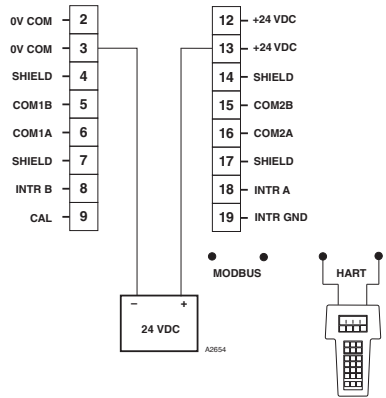 0V COM 2
0V COM 3
SHIELD 4
COM1B 5
COM1A 6
SHIELD 7
INTR B 8
CAL 9
12 +24 VDC
13 +24 VDC
14 SHIELD
15 COM2B
16 COM2A
17 SHIELD
18 INTR A
19 INTR GND
MODBUS
HART
– +
24 VDC
A2654